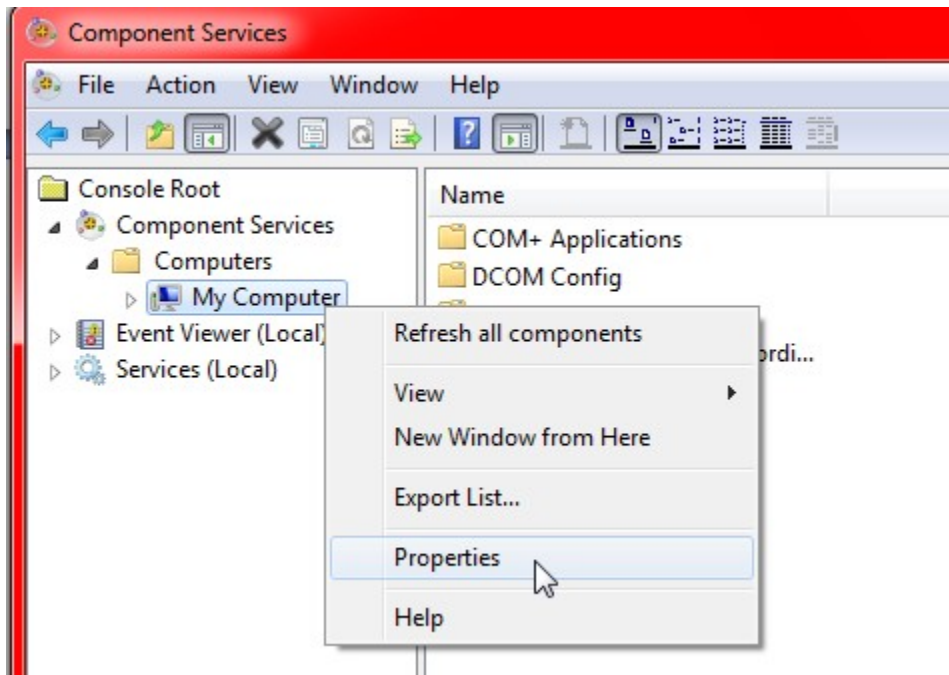 Component Services
File Action View Window Help
Console Root
Component Services
Computers
My Computer
Event Viewer (Local)
Services (Local)
Name
COM+ Applications
DCOM Config
Refresh all components
View
New Window from Here
Export List...
Properties
Help